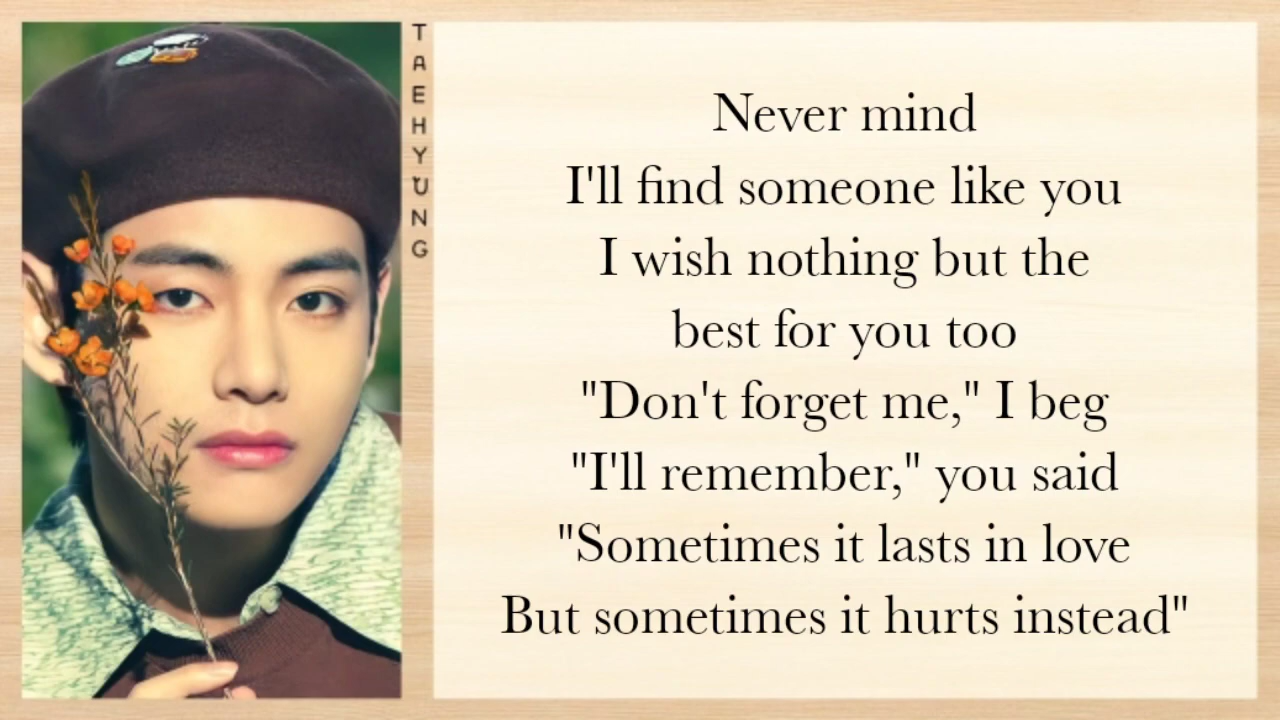 TAEHYUNG
Never mind
I'll find someone like you
I wish nothing but the
best for you too
"Don't forget me," I beg
"I'll remember," you said
"Sometimes it lasts in love
But sometimes it hurts instead"